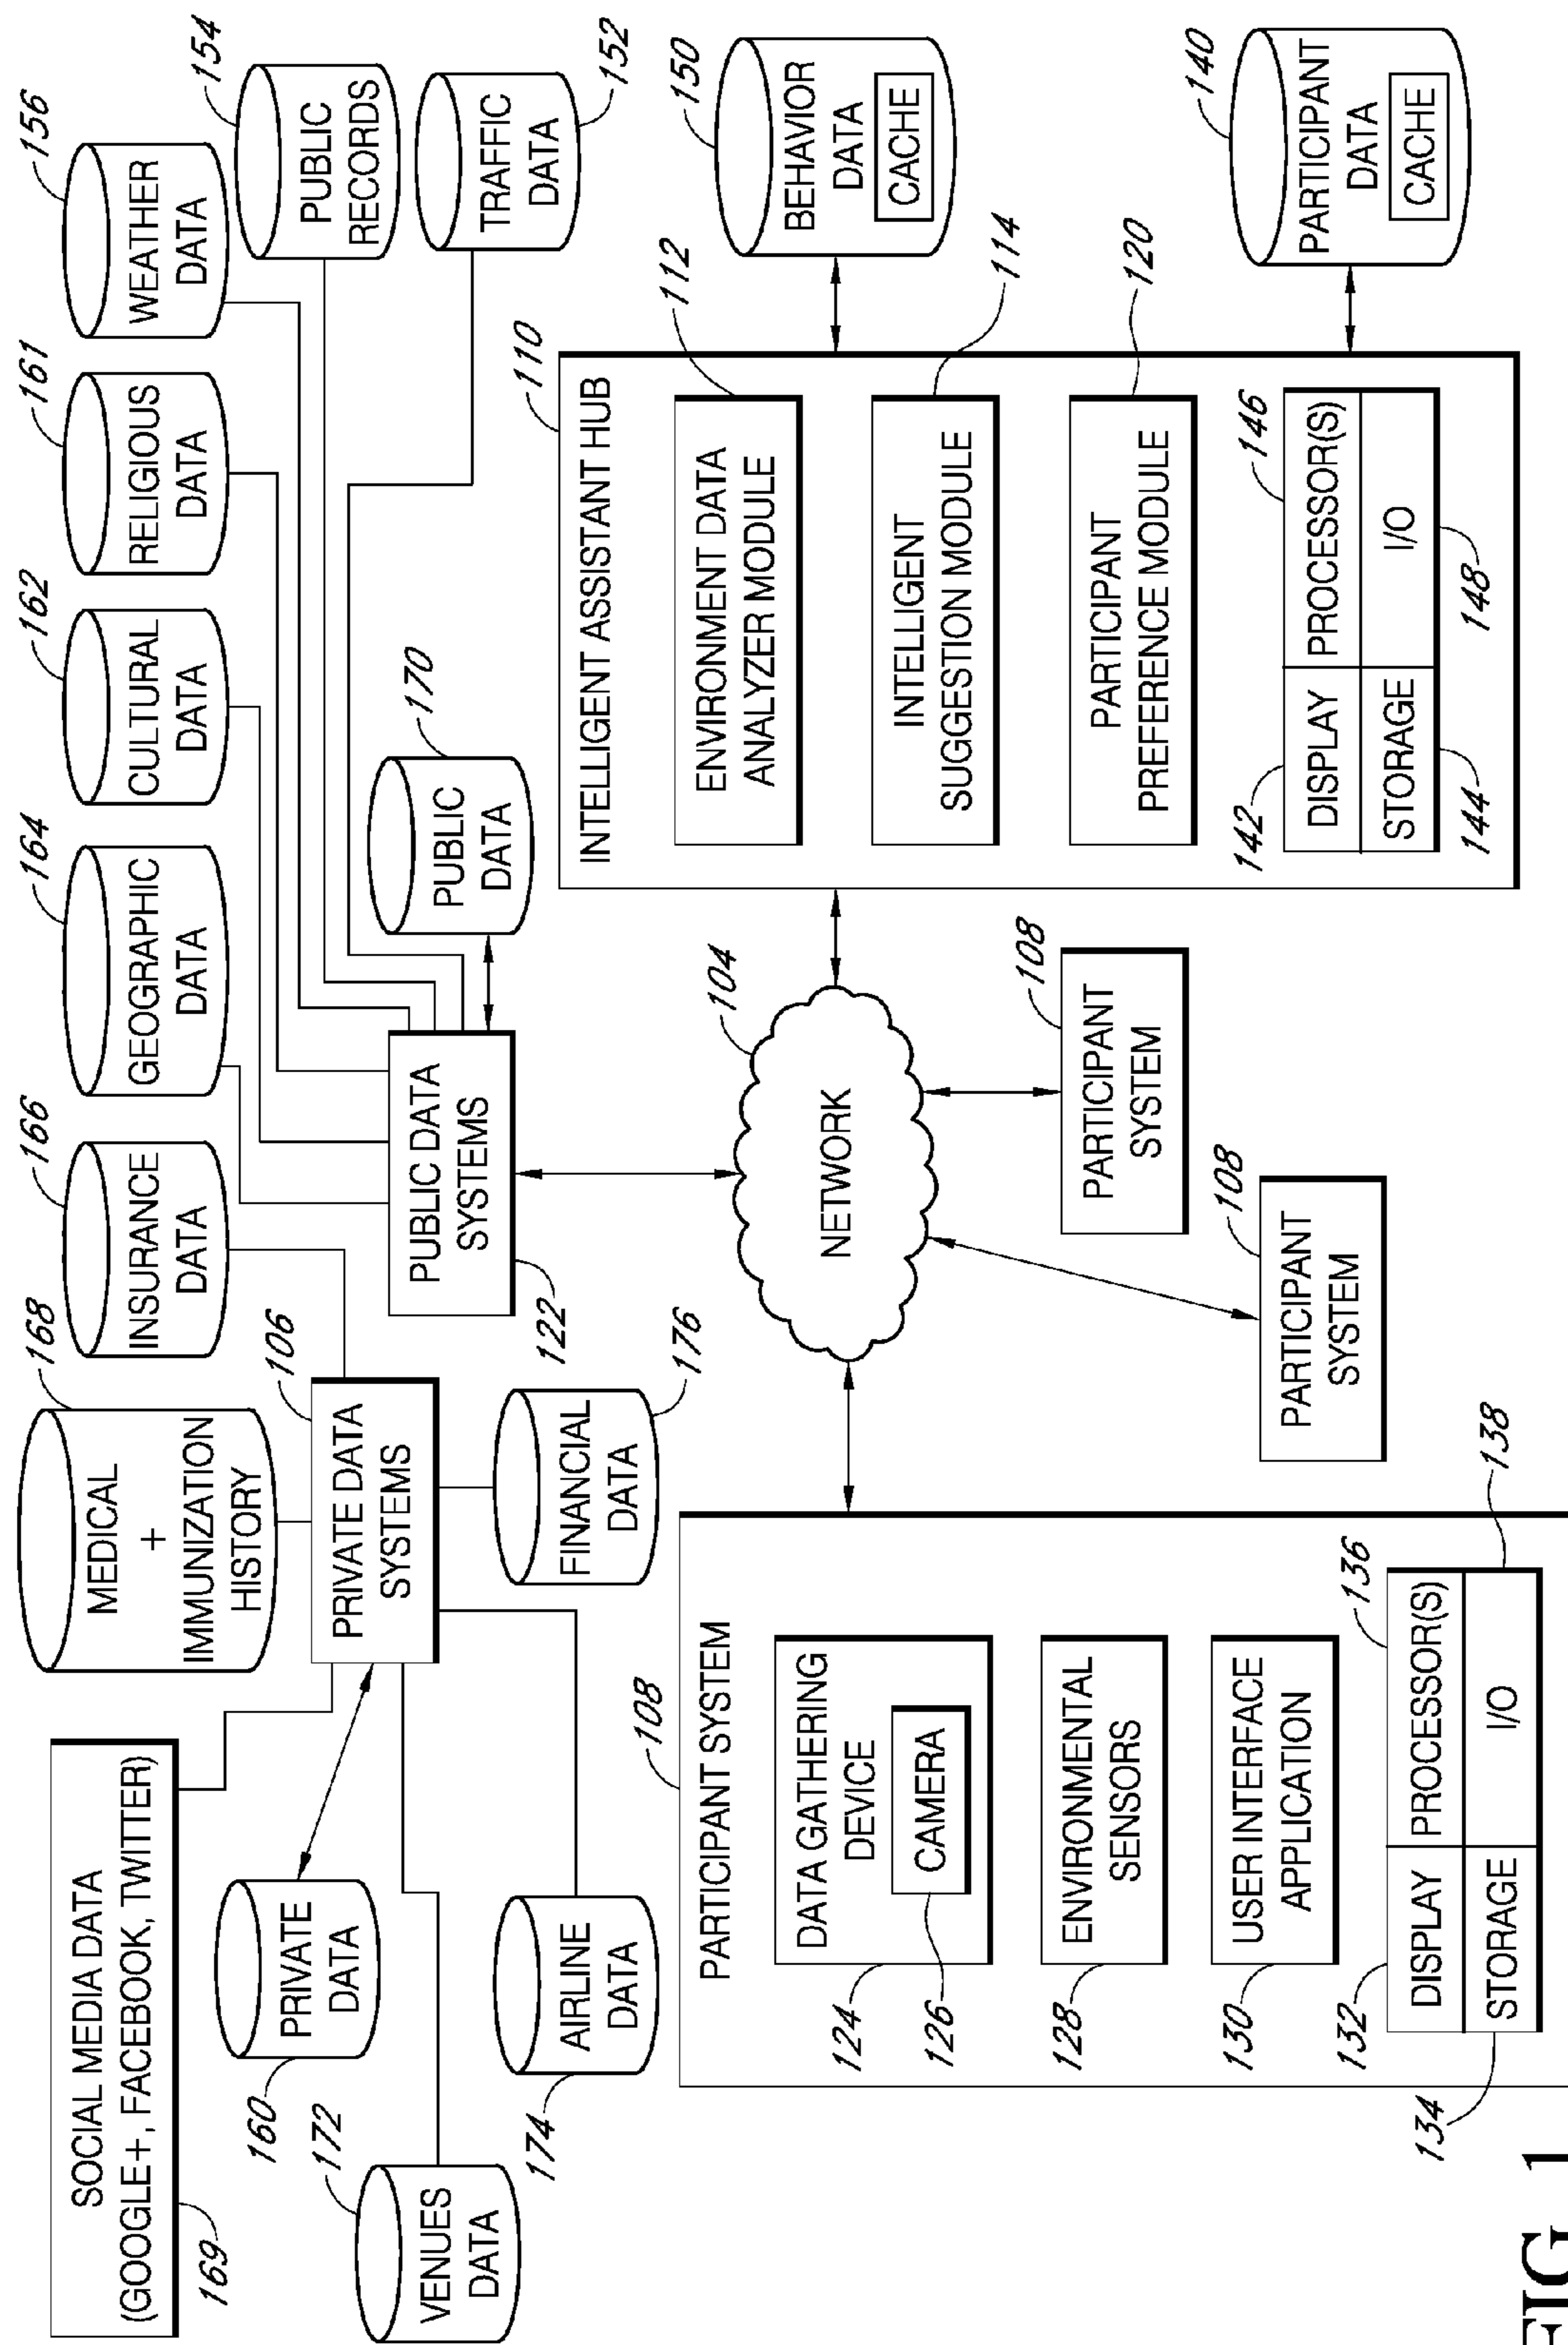 SOCIAL MEDIA DATA
(GOOGLE+, FACEBOOK, TWITTER)
169
MEDICAL
+
IMMUNIZATION
HISTORY
168
INSURANCE
DATA
166
GEOGRAPHIC
DATA
164
CULTURAL
DATA
162
RELIGIOUS
DATA
161
WEATHER
DATA
156
PUBLIC
RECORDS
154
TRAFFIC
DATA
152
PRIVATE
DATA
160
VENUES
DATA
172
PRIVATE DATA
SYSTEMS
106
AIRLINE
DATA
174
FINANCIAL
DATA
176
PUBLIC DATA
SYSTEMS
122
PUBLIC
DATA
170
PARTICIPANT SYSTEM
108
DATA GATHERING
DEVICE
124
CAMERA
126
ENVIRONMENTAL
SENSORS
128
USER INTERFACE
APPLICATION
130
DISPLAY
132
PROCESSOR(S)
136
STORAGE
134
I/O
138
NETWORK
104
PARTICIPANT
SYSTEM
108
PARTICIPANT
SYSTEM
108
INTELLIGENT ASSISTANT HUB
110
ENVIRONMENT DATA
ANALYZER MODULE
112
INTELLIGENT
SUGGESTION MODULE
114
PARTICIPANT
PREFERENCE MODULE
120
DISPLAY
142
PROCESSOR(S)
146
STORAGE
144
I/O
148
BEHAVIOR
DATA
CACHE
150
PARTICIPANT
DATA
CACHE
140
FIG 1